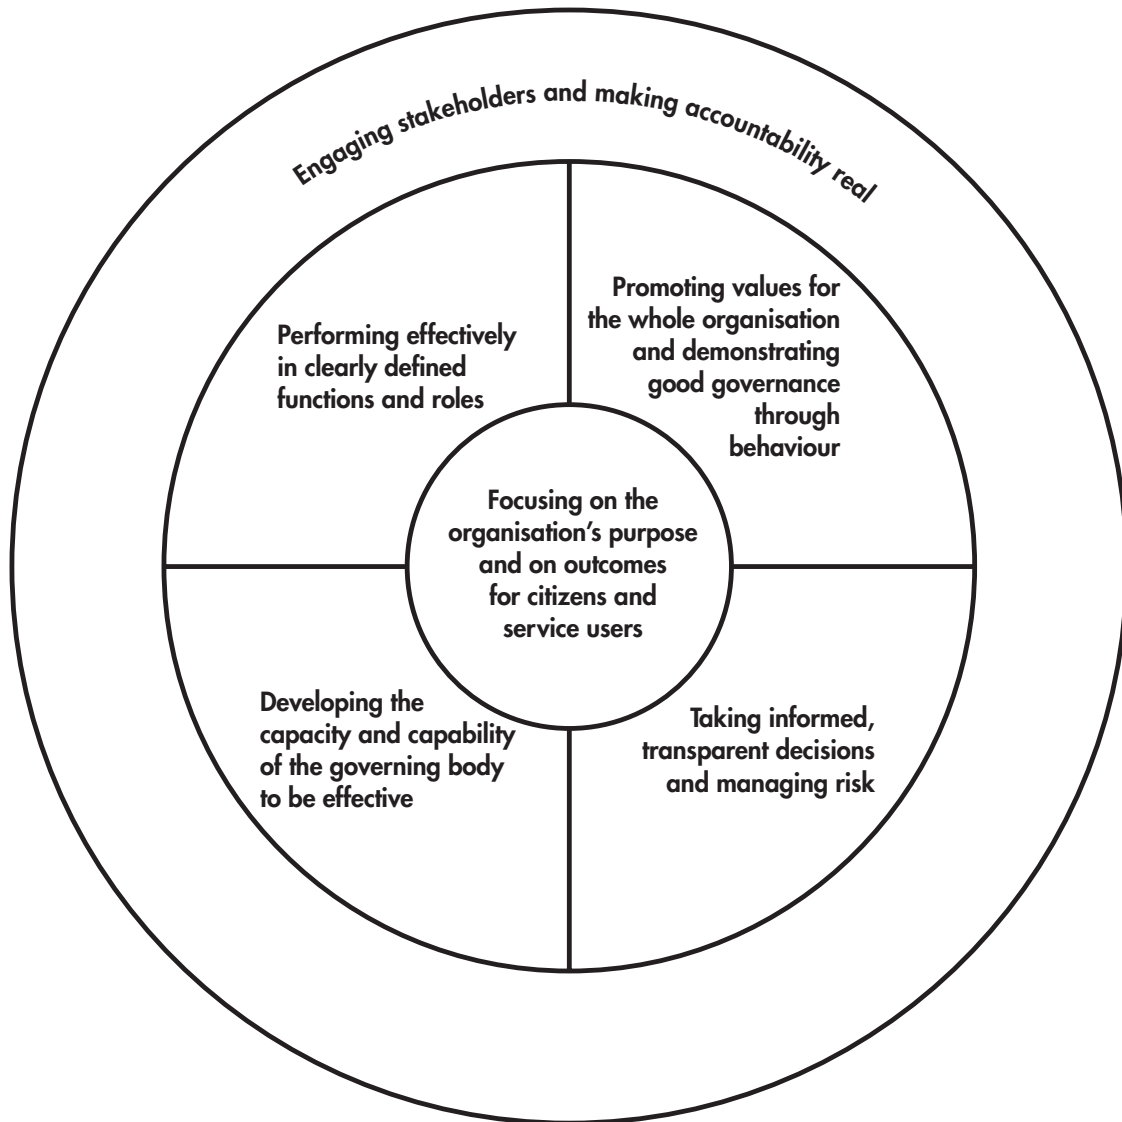 Engaging stakeholders and making accountability real
Performing effectively
in clearly defined
functions and roles
Promoting values for
the whole organisation
and demonstrating
good governance
through
behaviour
Focusing on the
organisation’s purpose
and on outcomes
for citizens and
service users
Developing the
capacity and capability
of the governing body
to be effective
Taking informed,
transparent decisions
and managing risk